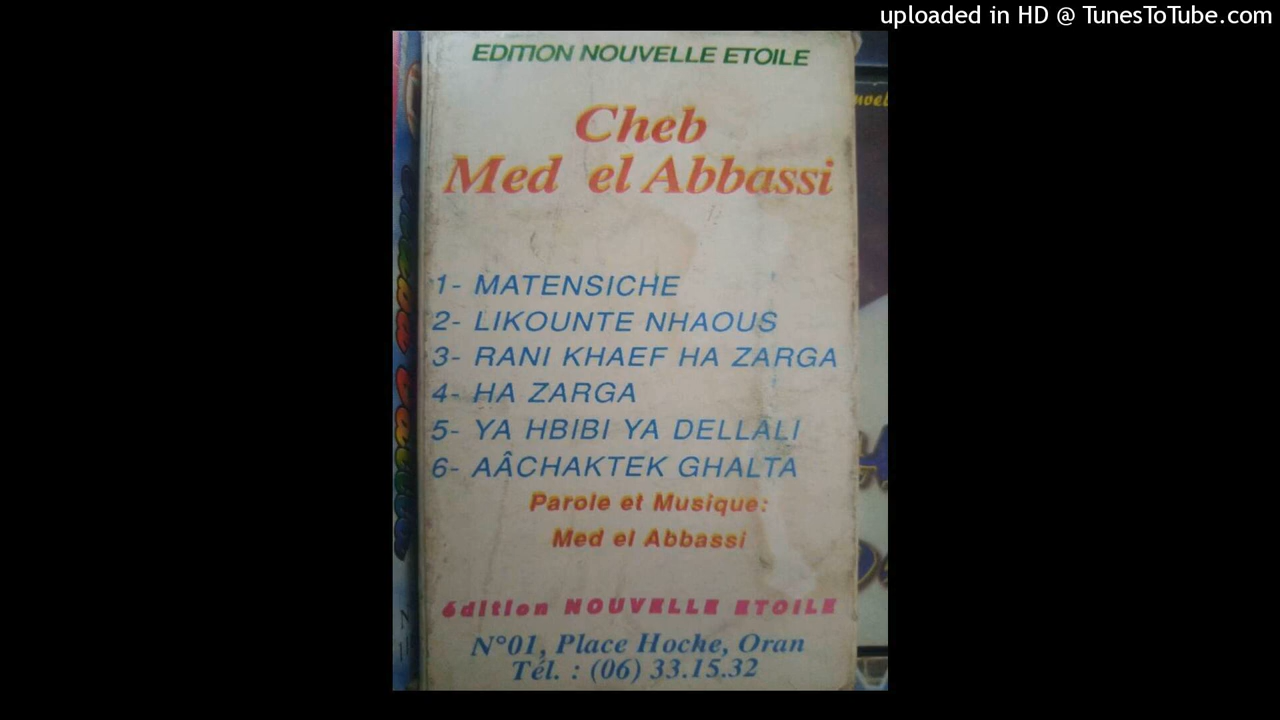 uploaded in HD @ TunesToTube.com
EDITION NOUVELLE ETOILE
Cheb
Med el Abbassi
1- MATENSICHE
2- LIKOUNTE NHAOUS
3- RANI KHAEF HA ZARGA
4- HA ZARGA
5- YA HBIBI YA DELLALI
6- AÂCHAKTEK GHALTA
Parole et Musique:
Med el Abbassi
édition NOUVELLE ETOILE
N°01, Place Hoche, Oran
Tél. : (06) 33.15.32